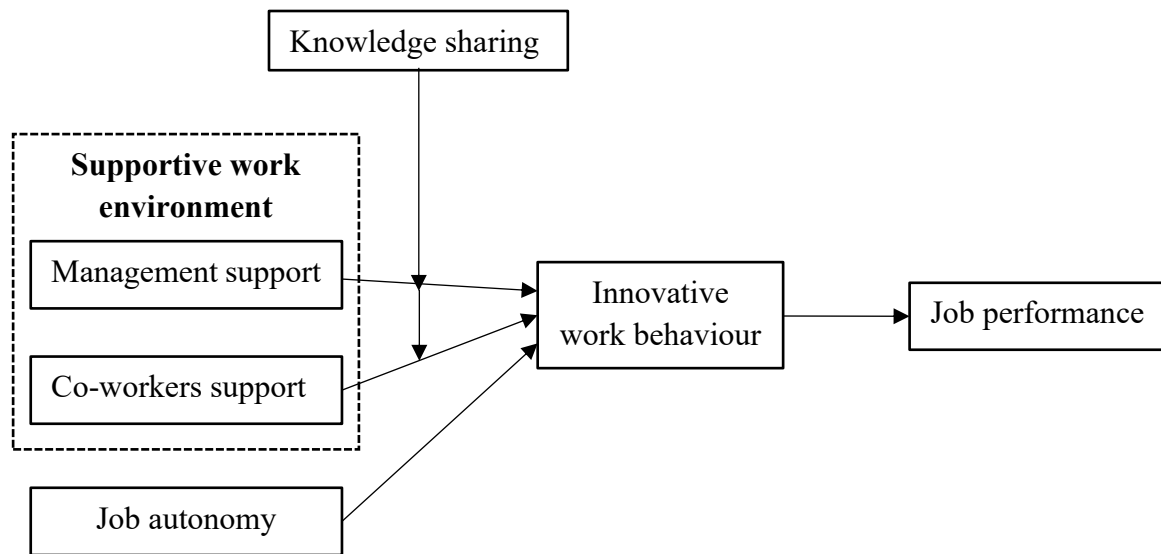 Knowledge sharing
Supportive work
environment
Management support
Innovative
work behaviour
Job performance
Co-workers support
Job autonomy